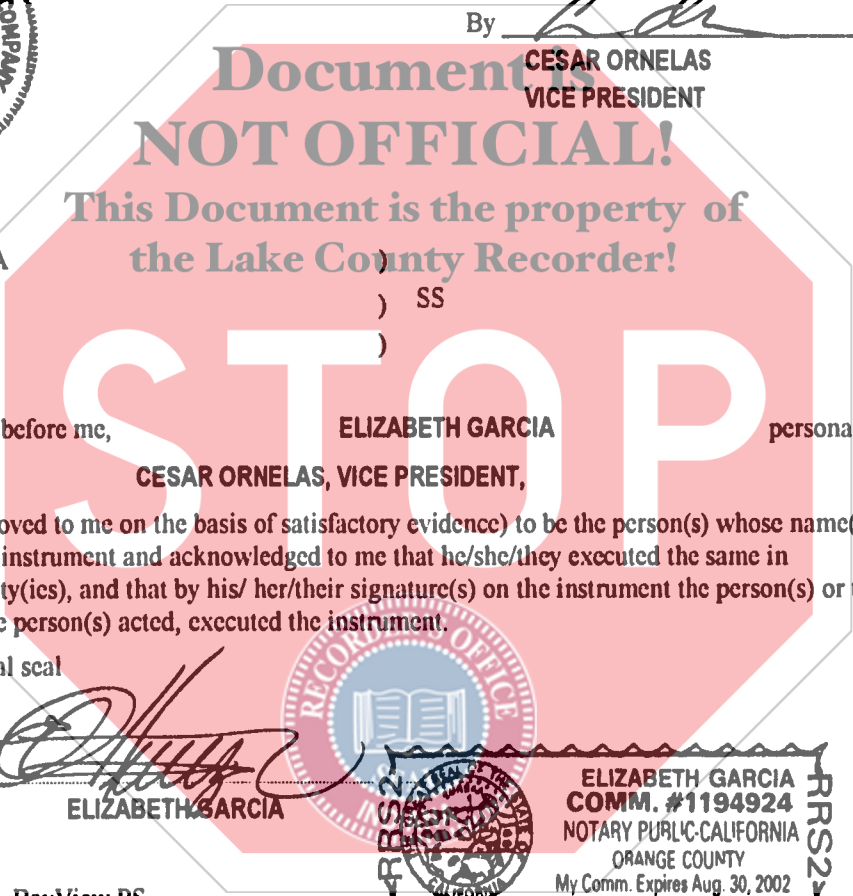 COMPANY
By
CESAR ORNELAS
VICE PRESIDENT
Document is
NOT OFFICIAL!
This Document is the property of
the Lake County Recorder!
)
) SS
)
STOP
before me, ELIZABETH GARCIA persona
CESAR ORNELAS, VICE PRESIDENT,
oved to me on the basis of satisfactory evidence) to be the person(s) whose name(
instrument and acknowledged to me that he/she/they executed the same in
ty(ies), and that by his/ her/their signature(s) on the instrument the person(s) or
e person(s) acted, executed the instrument.
al seal
RECORDER'S OFFICE
ELIZABETH GARCIA
RRS2
ELIZABETH GARCIA
COMM. #1194924
NOTARY PUBLIC-CALIFORNIA
ORANGE COUNTY
My Comm. Expires Aug. 30, 2002
RRS2